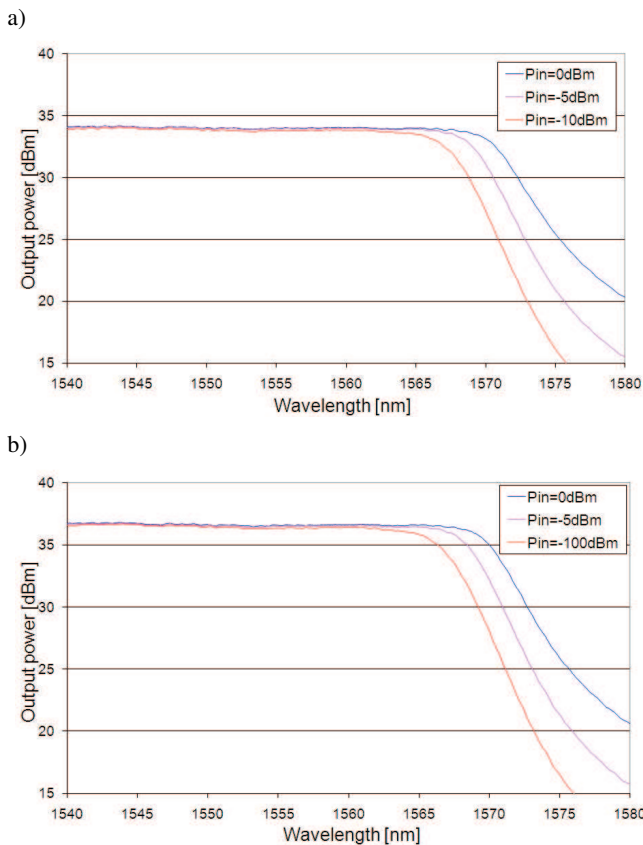 a)
40
35
30
25
20
15
Output power [dBm]
Pin=0dBm
Pin=-5dBm
Pin=-10dBm
1540 1545 1550 1555 1560 1565 1570 1575 1580
Wavelength [nm]
b)
40
35
30
25
20
15
Output power [dBm]
Pin=0dBm
Pin=-5dBm
Pin=-100dBm
1540 1545 1550 1555 1560 1565 1570 1575 1580
Wavelength [nm]